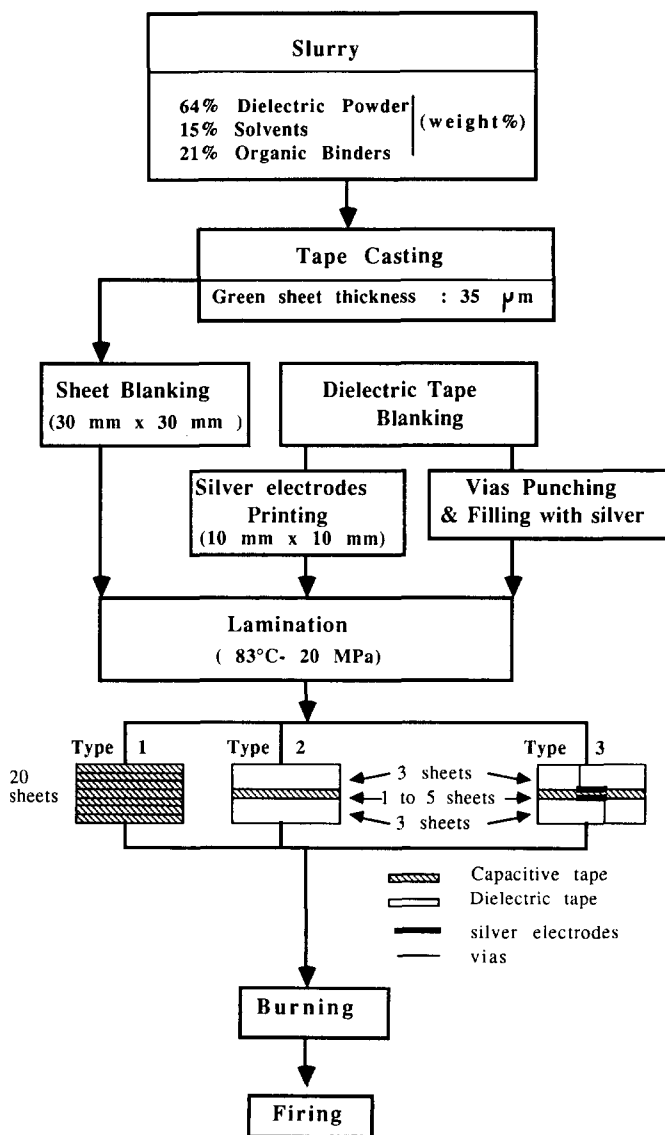 Slurry
64% Dielectric Powder
15% Solvents
21% Organic Binders
(weight%)
Tape Casting
Green sheet thickness : 35 μm
Sheet Blanking
(30 mm x 30 mm )
Dielectric Tape
Blanking
Silver electrodes
Printing
(10 mm x 10 mm)
Vias Punching
& Filling with silver
Lamination
( 83°C- 20 MPa)
Type 1
Type 2
Type 3
20
sheets
3 sheets
1 to 5 sheets
3 sheets
Capacitive tape
Dielectric tape
silver electrodes
vias
Burning
Firing